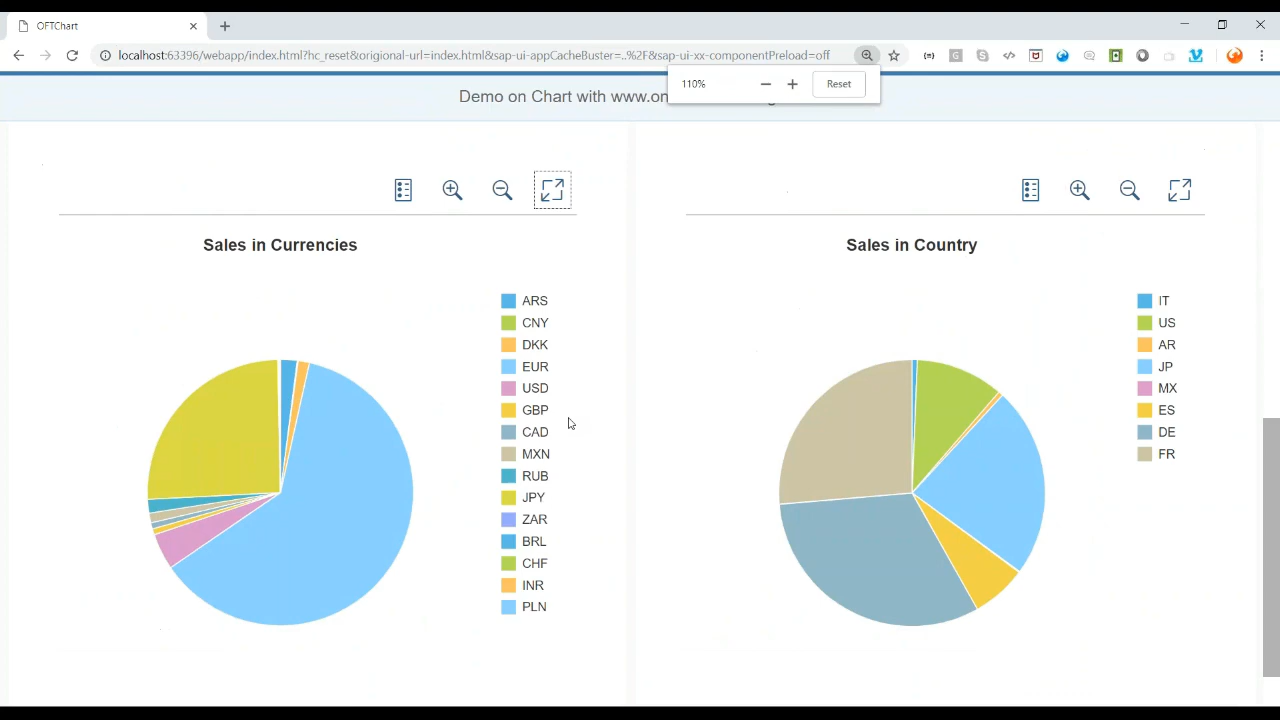 OFTChart
localhost:63396/webapp/index.html?hc_reset&origional-url=index.html&sap-ui-appCacheBuster=..%2F&sap-ui-xx-componentPreload=off
110%
Reset
Demo on Chart with www.on
Sales in Currencies
ARS
CNY
DKK
EUR
USD
GBP
CAD
MXN
RUB
JPY
ZAR
BRL
CHF
INR
PLN
Sales in Country
IT
US
AR
JP
MX
ES
DE
FR